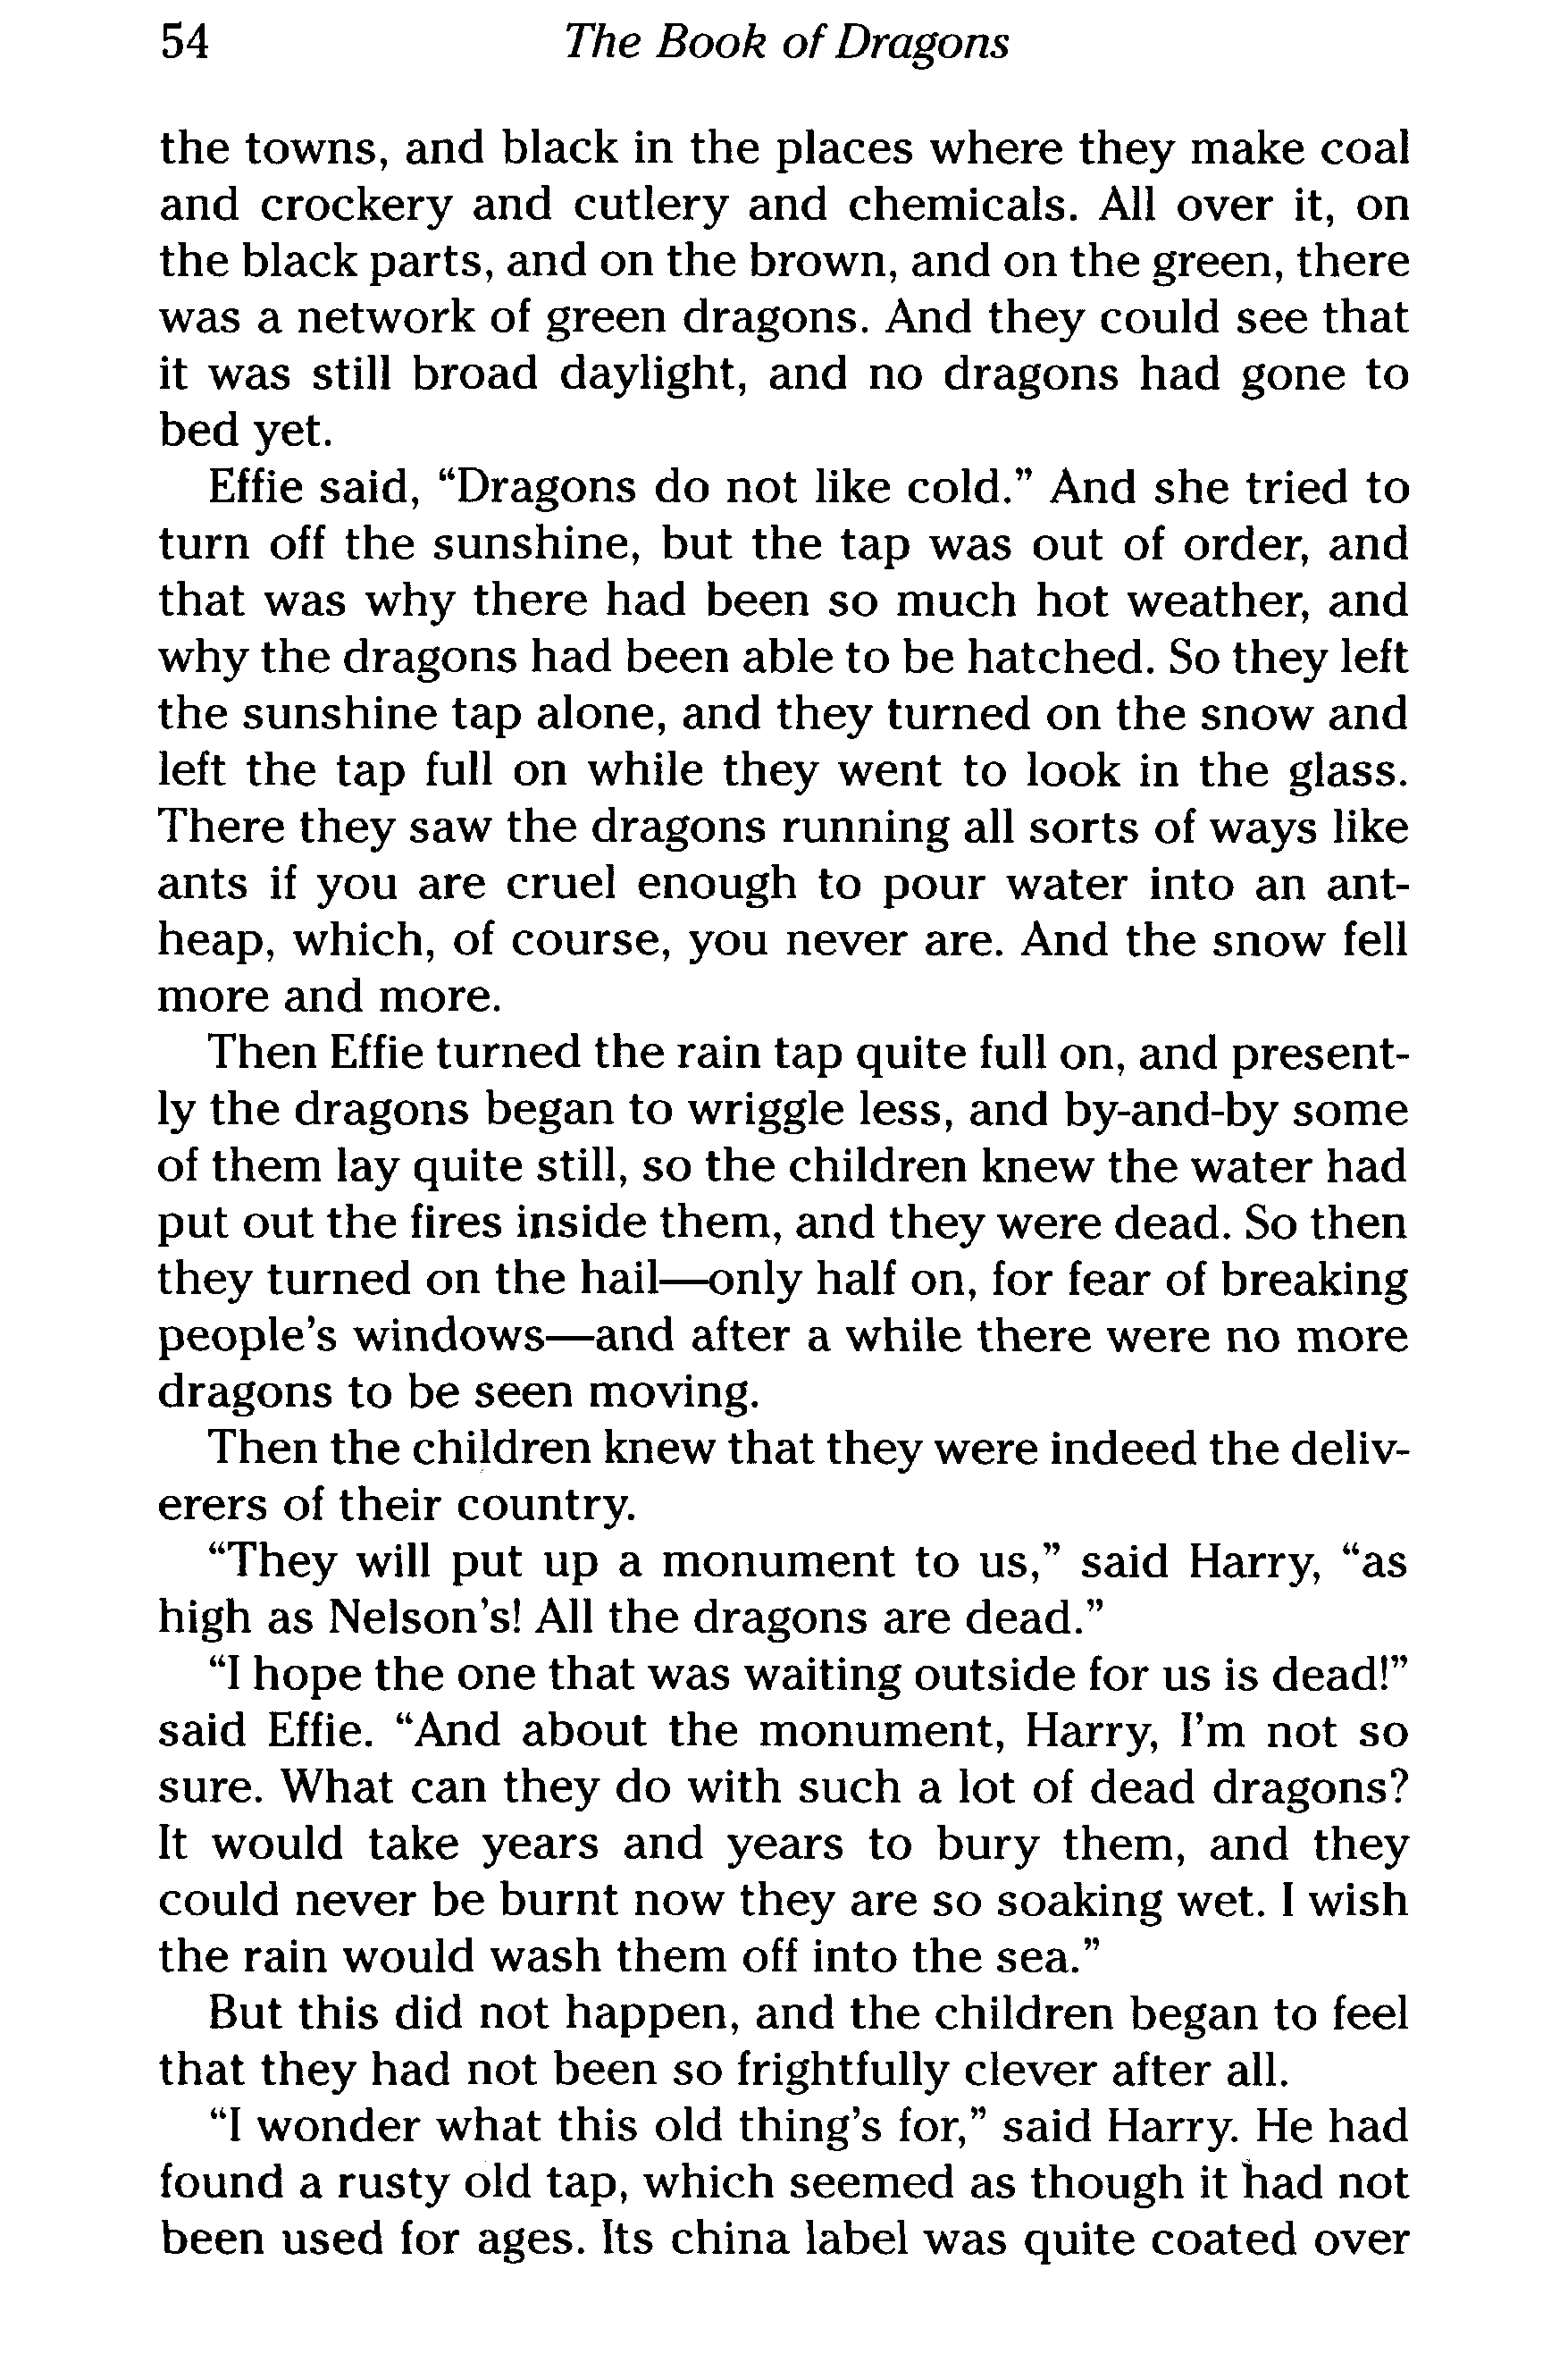 54 The Book of Dragons
the towns, and black in the places where they make coal
and crockery and cutlery and chemicals. All over it, on
the black parts, and on the brown, and on the green, there
was a network of green dragons. And they could see that
it was still broad daylight, and no dragons had gone to
bed yet.
Effie said, “Dragons do not like cold.” And she tried to
turn off the sunshine, but the tap was out of order, and
that was why there had been so much hot weather, and
why the dragons had been able to be hatched. So they left
the sunshine tap alone, and they turned on the snow and
left the tap full on while they went to look in the glass.
There they saw the dragons running all sorts of ways like
ants if you are cruel enough to pour water into an ant-
heap, which, of course, you never are. And the snow fell
more and more.
Then Effie turned the rain tap quite full on, and present-
ly the dragons began to wriggle less, and by-and-by some
of them lay quite still, so the children knew the water had
put out the fires inside them, and they were dead. So then
they turned on the hail—only half on, for fear of breaking
people’s windows—and after a while there were no more
dragons to be seen moving.
Then the children knew that they were indeed the deliv-
erers of their country.
“They will put up a monument to us,” said Harry, “as
high as Nelson’s! All the dragons are dead.”
“I hope the one that was waiting outside for us is dead!”
said Effie. “And about the monument, Harry, I’m not so
sure. What can they do with such a lot of dead dragons?
It would take years and years to bury them, and they
could never be burnt now they are so soaking wet. I wish
the rain would wash them off into the sea.”
But this did not happen, and the children began to feel
that they had not been so frightfully clever after all.
“I wonder what this old thing’s for,” said Harry. He had
found a rusty old tap, which seemed as though it had not
been used for ages. Its china label was quite coated over